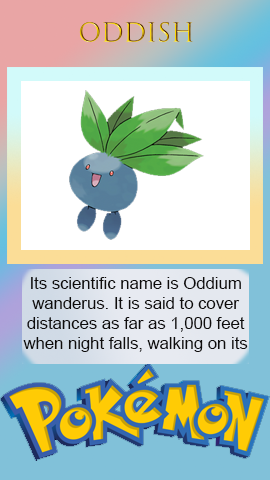 ODDISH
Its scientific name is Oddium
wanderus. It is said to cover
distances as far as 1,000 feet
when night falls, walking on its
POKéMON